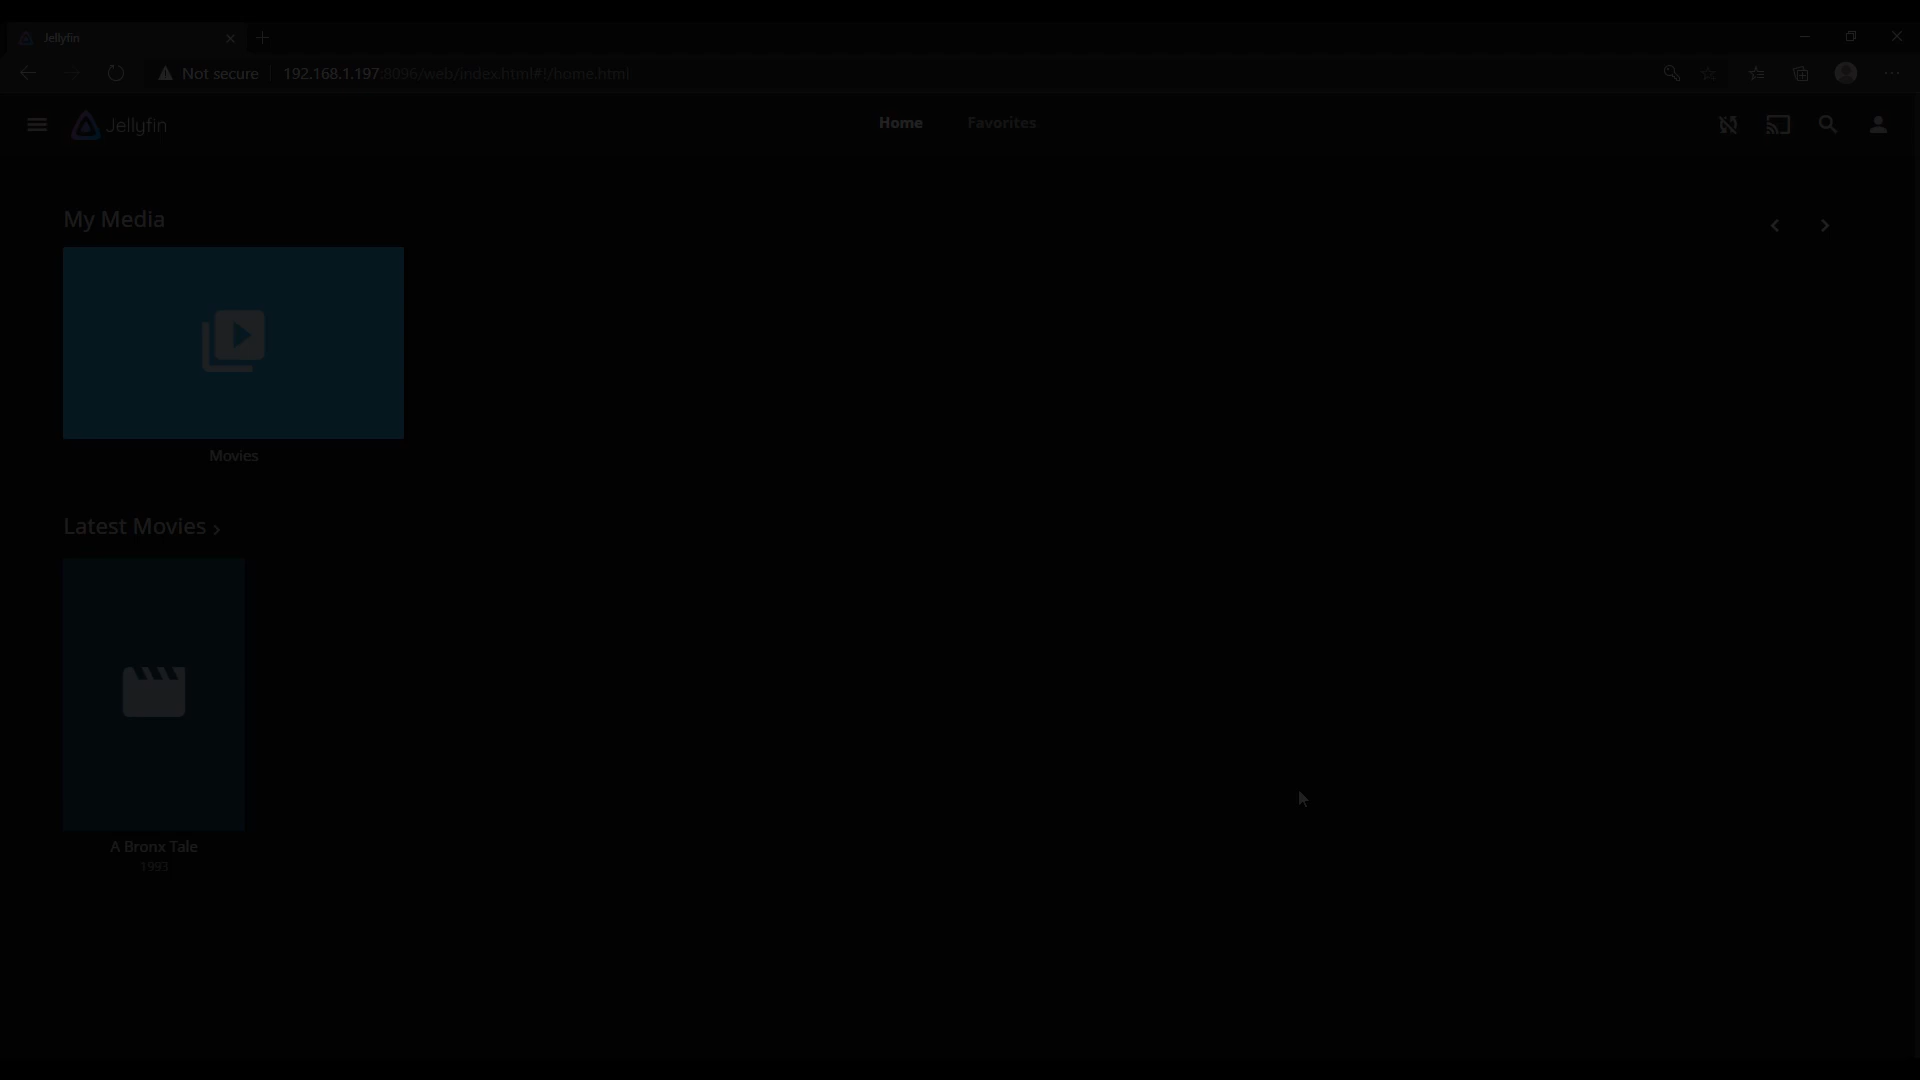 Jellyfin
Not secure 192.168.1.197:8096/web/index.html#!/home.html
Jellyfin Home Favorites
My Media
Movies
Latest Movies
A Bronx Tale
1993